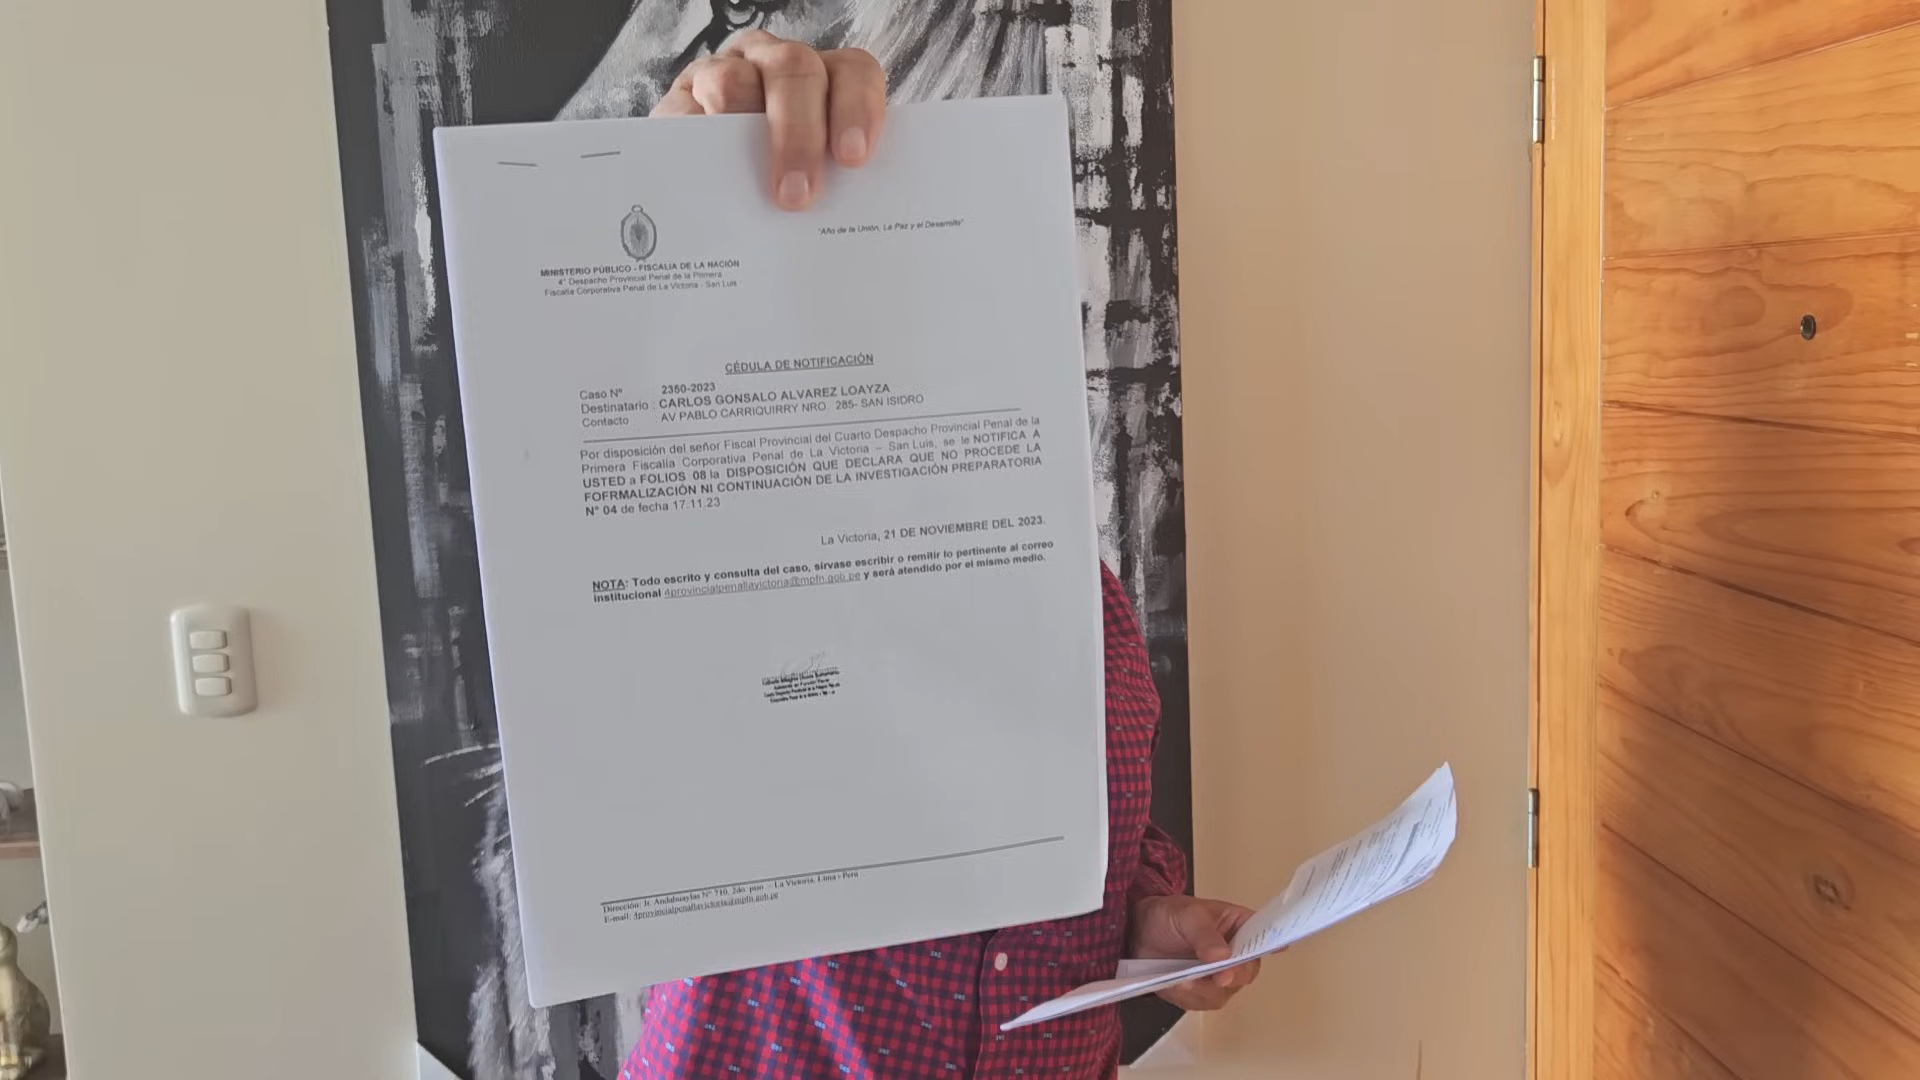 "Año de la Unión, La Paz y el Desarrollo"
MINISTERIO PÚBLICO - FISCALIA DE LA NACIÓN
4° Despacho Provincial Penal de la Primera
Fiscalía Corporativa Penal de La Victoria - San Luis
CÉDULA DE NOTIFICACIÓN
Caso Nº 2350-2023
Destinatario : CARLOS GONSALO ALVAREZ LOAYZA
Contacto AV PABLO CARRIQUIRRY NRO. 285- SAN ISIDRO
Por disposición del señor Fiscal Provincial del Cuarto Despacho Provincial Penal de la
Primera Fiscalía Corporativa Penal de La Victoria – San Luis, se le NOTIFICA A
USTED a FOLIOS 08 la DISPOSICIÓN QUE DECLARA QUE NO PROCEDE LA
FOFRMALIZACIÓN NI CONTINUACIÓN DE LA INVESTIGACIÓN PREPARATORIA
Nº 04 de fecha 17.11.23
La Victoria, 21 DE NOVIEMBRE DEL 2023.
NOTA: Todo escrito y consulta del caso, sírvase escribir o remitir lo pertinente al correo
institucional 4provincialpenallavictoria@mpfn.gob.pe y será atendido por el mismo medio.
Dirección: Jr. Andahuaylas Nº 710, 2do. piso – La Victoria, Lima - Perú
E-mail: 4provincialpenallavictoria@mpfn.gob.pe